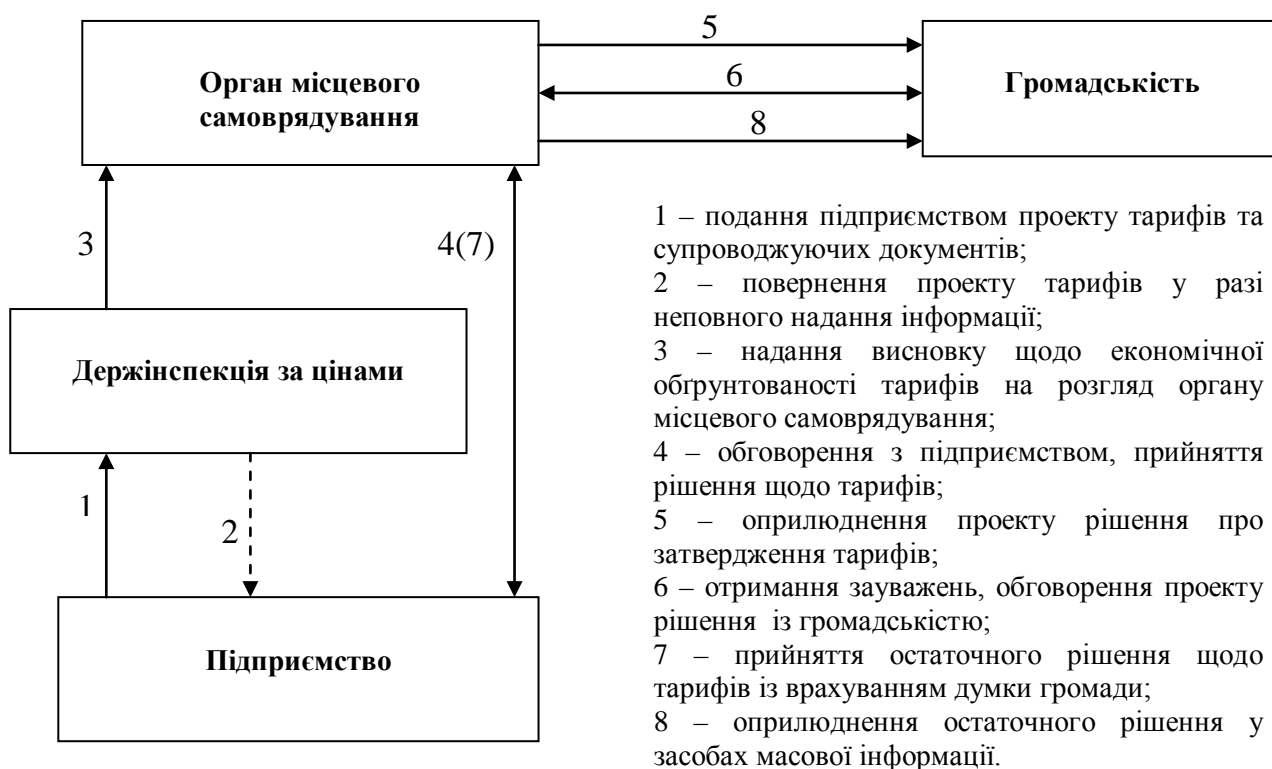 5
Орган місцевого
самоврядування
6
Громадськість
8
3
4(7)
Держінспекція за цінами
1
2
Підприємство
1 – подання підприємством проекту тарифів та
супроводжуючих документів;
2 – повернення проекту тарифів у разі
неповного надання інформації;
3 – надання висновку щодо економічної
обґрунтованості тарифів на розгляд органу
місцевого самоврядування;
4 – обговорення з підприємством, прийняття
рішення щодо тарифів;
5 – оприлюднення проекту рішення про
затвердження тарифів;
6 – отримання зауважень, обговорення проекту
рішення із громадськістю;
7 – прийняття остаточного рішення щодо
тарифів із врахуванням думки громади;
8 – оприлюднення остаточного рішення у
засобах масової інформації.